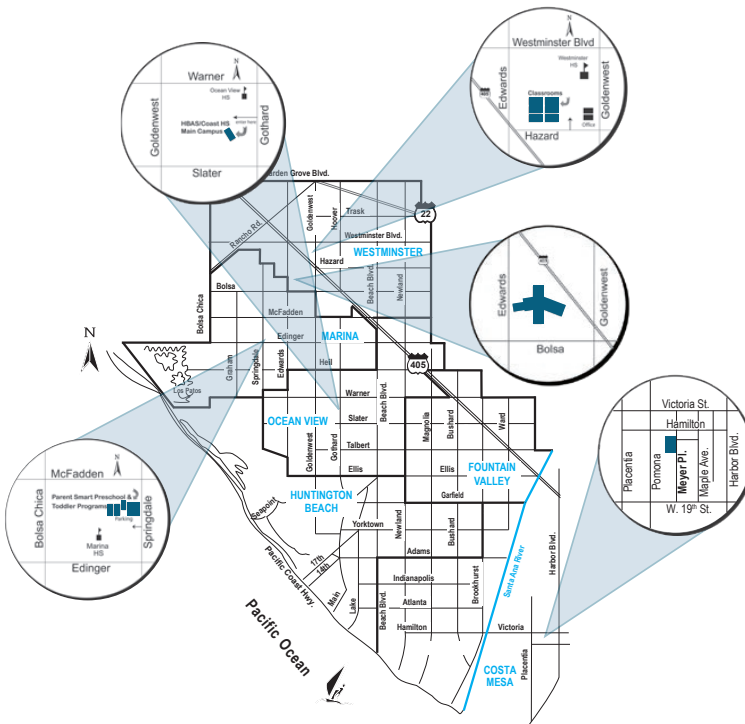 Warner
N
Ocean View
HS
HBAS/Coast HS
Main Campus
enter here
Goldenwest
Gothard
Slater
Westminster Blvd
N
Westminster
HS
Edwards
Goldenwest
405
Classrooms
Office
Hazard
Edwards
Goldenwest
405
Bolsa
Victoria St.
Hamilton
Placentia
Pomona
Meyer Pl.
Maple Ave.
Harbor Blvd.
W. 19th St.
McFadden
N
Parent Smart Preschool &
Toddler Programs
Parking
Bolsa Chica
Springdale
Marina
HS
Edinger
arden Grove Blvd.
Rancho Rd.
Goldenwest
Hoover
Trask
22
Westminster Blvd.
WESTMINSTER
Hazard
Beach Blvd.
Newland
Bolsa
Bolsa Chica
McFadden
Edinger
MARINA
Heil
405
N
Graham
Springdale
Edwards
Los Patos
Warner
OCEAN VIEW
Slater
Goldenwest
Gothard
Talbert
Beach Blvd.
Magnolia
Bushard
Ward
Ellis
Ellis
FOUNTAIN
VALLEY
HUNTINGTON
BEACH
Garfield
Seapoint
Yorktown
Newland
Bushard
17th
14th
Adams
Pacific Coast Hwy.
Main
Lake
Indianapolis
Beach Blvd.
Atlanta
Brookhurst
Santa Ana River
Harbor Blvd.
Hamilton
Victoria
Pacific Ocean
COSTA
MESA
Placentia